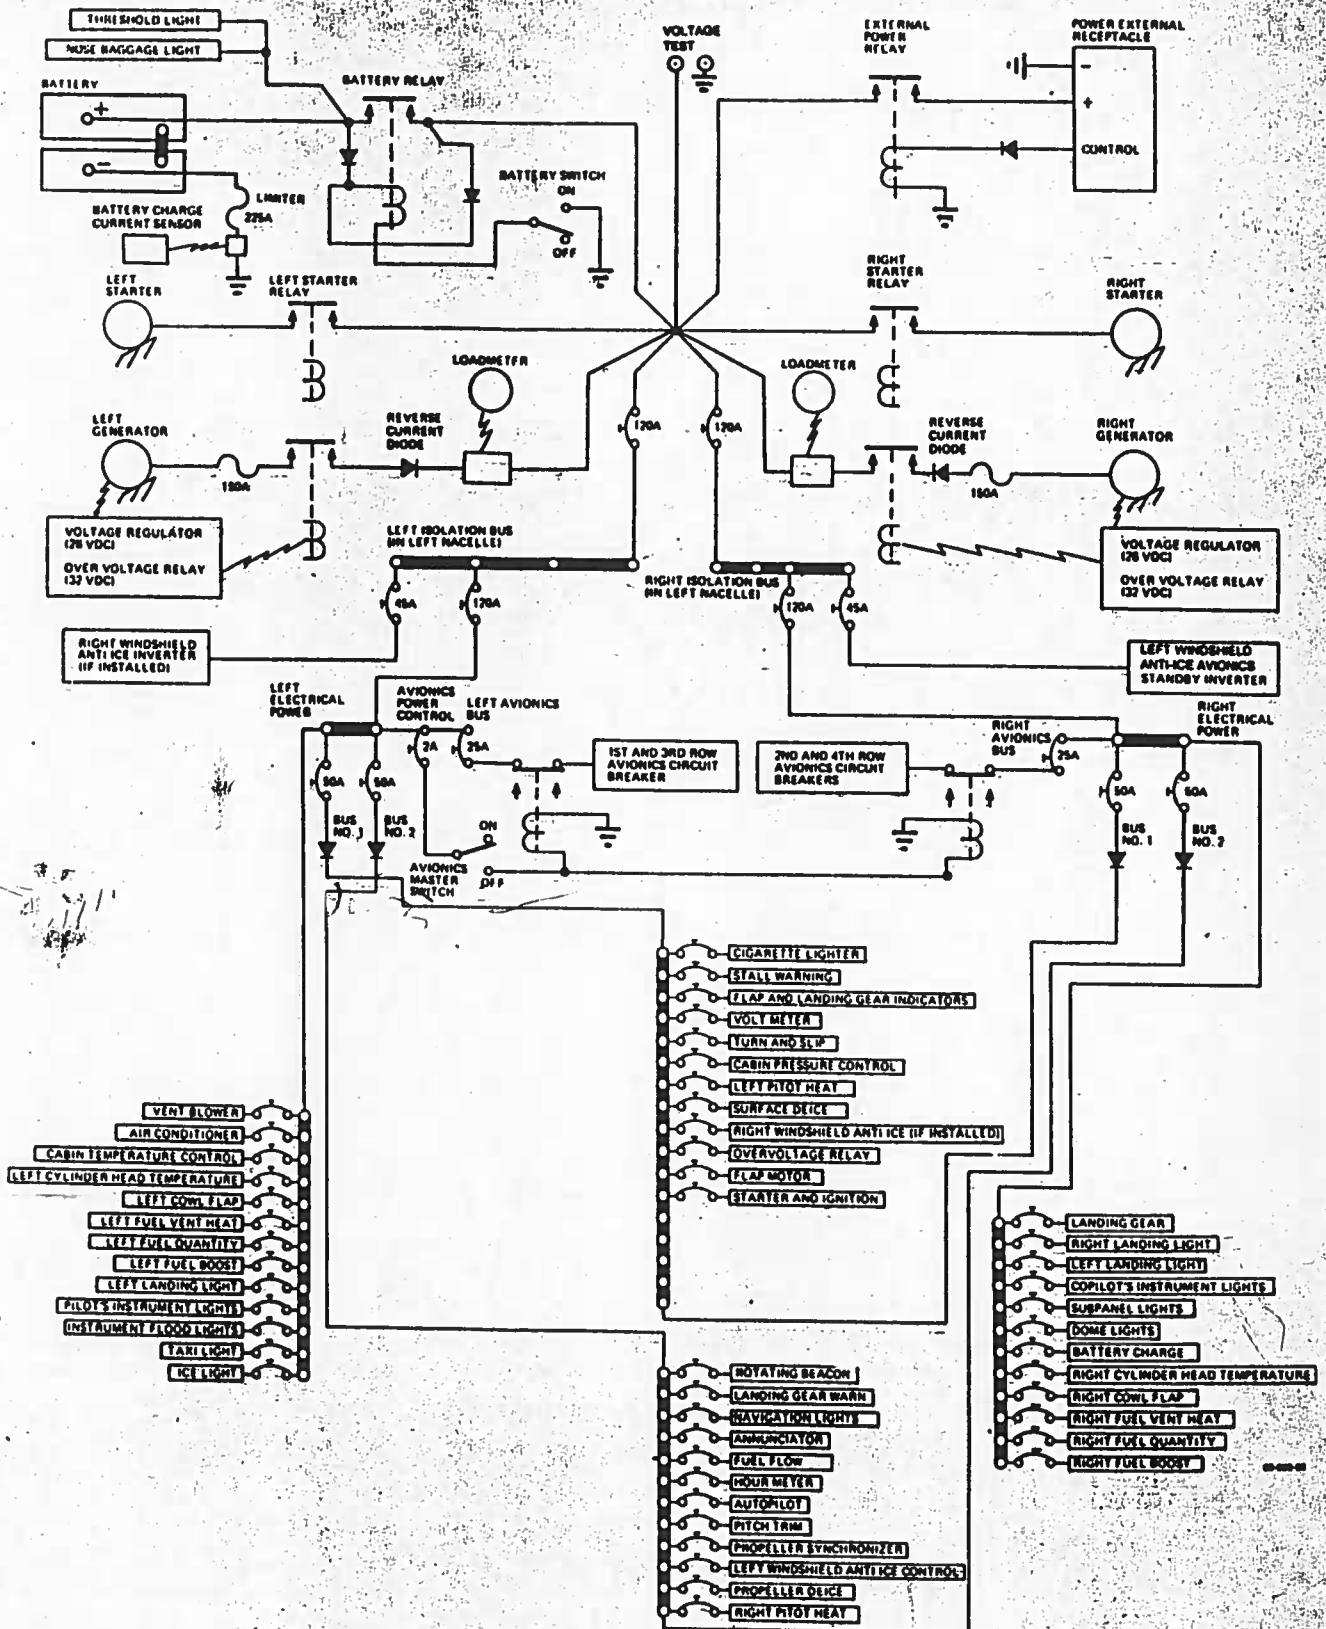 THRESHOLD LIGHT
NOSE BAGGAGE LIGHT
BATTERY
+
−
BATTERY RELAY
LIMITER
225A
BATTERY CHARGE
CURRENT SENSOR
BATTERY SWITCH
ON
OFF
VOLTAGE
TEST
EXTERNAL
POWER
RELAY
POWER EXTERNAL
RECEPTACLE
−
+
CONTROL
LEFT
STARTER
LEFT STARTER
RELAY
RIGHT
STARTER
RELAY
RIGHT
STARTER
LOADMETER
LOADMETER
LEFT
GENERATOR
150A
REVERSE
CURRENT
DIODE
120A
120A
REVERSE
CURRENT
DIODE
150A
RIGHT
GENERATOR
VOLTAGE REGULATOR
(28 VDC)
OVER VOLTAGE RELAY
(32 VDC)
VOLTAGE REGULATOR
(28 VDC)
OVER VOLTAGE RELAY
(32 VDC)
LEFT ISOLATION BUS
(IN LEFT NACELLE)
45A
120A
RIGHT ISOLATION BUS
(IN LEFT NACELLE)
120A
45A
RIGHT WINDSHIELD
ANTI ICE INVERTER
(IF INSTALLED)
LEFT WINDSHIELD
ANTI-ICE AVIONICS
STANDBY INVERTER
LEFT
ELECTRICAL
POWER
AVIONICS
POWER
CONTROL
LEFT AVIONICS
BUS
2A
25A
50A
50A
BUS
NO. 1
BUS
NO. 2
1ST AND 3RD ROW
AVIONICS CIRCUIT
BREAKER
2ND AND 4TH ROW
AVIONICS CIRCUIT
BREAKERS
RIGHT
AVIONICS
BUS
25A
RIGHT
ELECTRICAL
POWER
50A
50A
BUS
NO. 1
BUS
NO. 2
ON
OFF
AVIONICS
MASTER
SWITCH
CIGARETTE LIGHTER
STALL WARNING
FLAP AND LANDING GEAR INDICATORS
VOLT METER
TURN AND SLIP
CABIN PRESSURE CONTROL
LEFT PITOT HEAT
SURFACE DEICE
RIGHT WINDSHIELD ANTI ICE (IF INSTALLED)
OVERVOLTAGE RELAY
FLAP MOTOR
STARTER AND IGNITION
VENT BLOWER
AIR CONDITIONER
CABIN TEMPERATURE CONTROL
LEFT CYLINDER HEAD TEMPERATURE
LEFT COWL FLAP
LEFT FUEL VENT HEAT
LEFT FUEL QUANTITY
LEFT FUEL BOOST
LEFT LANDING LIGHT
PILOT'S INSTRUMENT LIGHTS
INSTRUMENT FLOOD LIGHTS
TAXI LIGHT
ICE LIGHT
LANDING GEAR
RIGHT LANDING LIGHT
LEFT LANDING LIGHT
COPILOT'S INSTRUMENT LIGHTS
SUBPANEL LIGHTS
DOME LIGHTS
BATTERY CHARGE
RIGHT CYLINDER HEAD TEMPERATURE
RIGHT COWL FLAP
RIGHT FUEL VENT HEAT
RIGHT FUEL QUANTITY
RIGHT FUEL BOOST
ROTATING BEACON
LANDING GEAR WARN
NAVIGATION LIGHTS
ANNUNCIATOR
FUEL FLOW
HOUR METER
AUTOPILOT
PITCH TRIM
PROPELLER SYNCHRONIZER
LEFT WINDSHIELD ANTI ICE CONTROL
PROPELLER DEICE
RIGHT PITOT HEAT